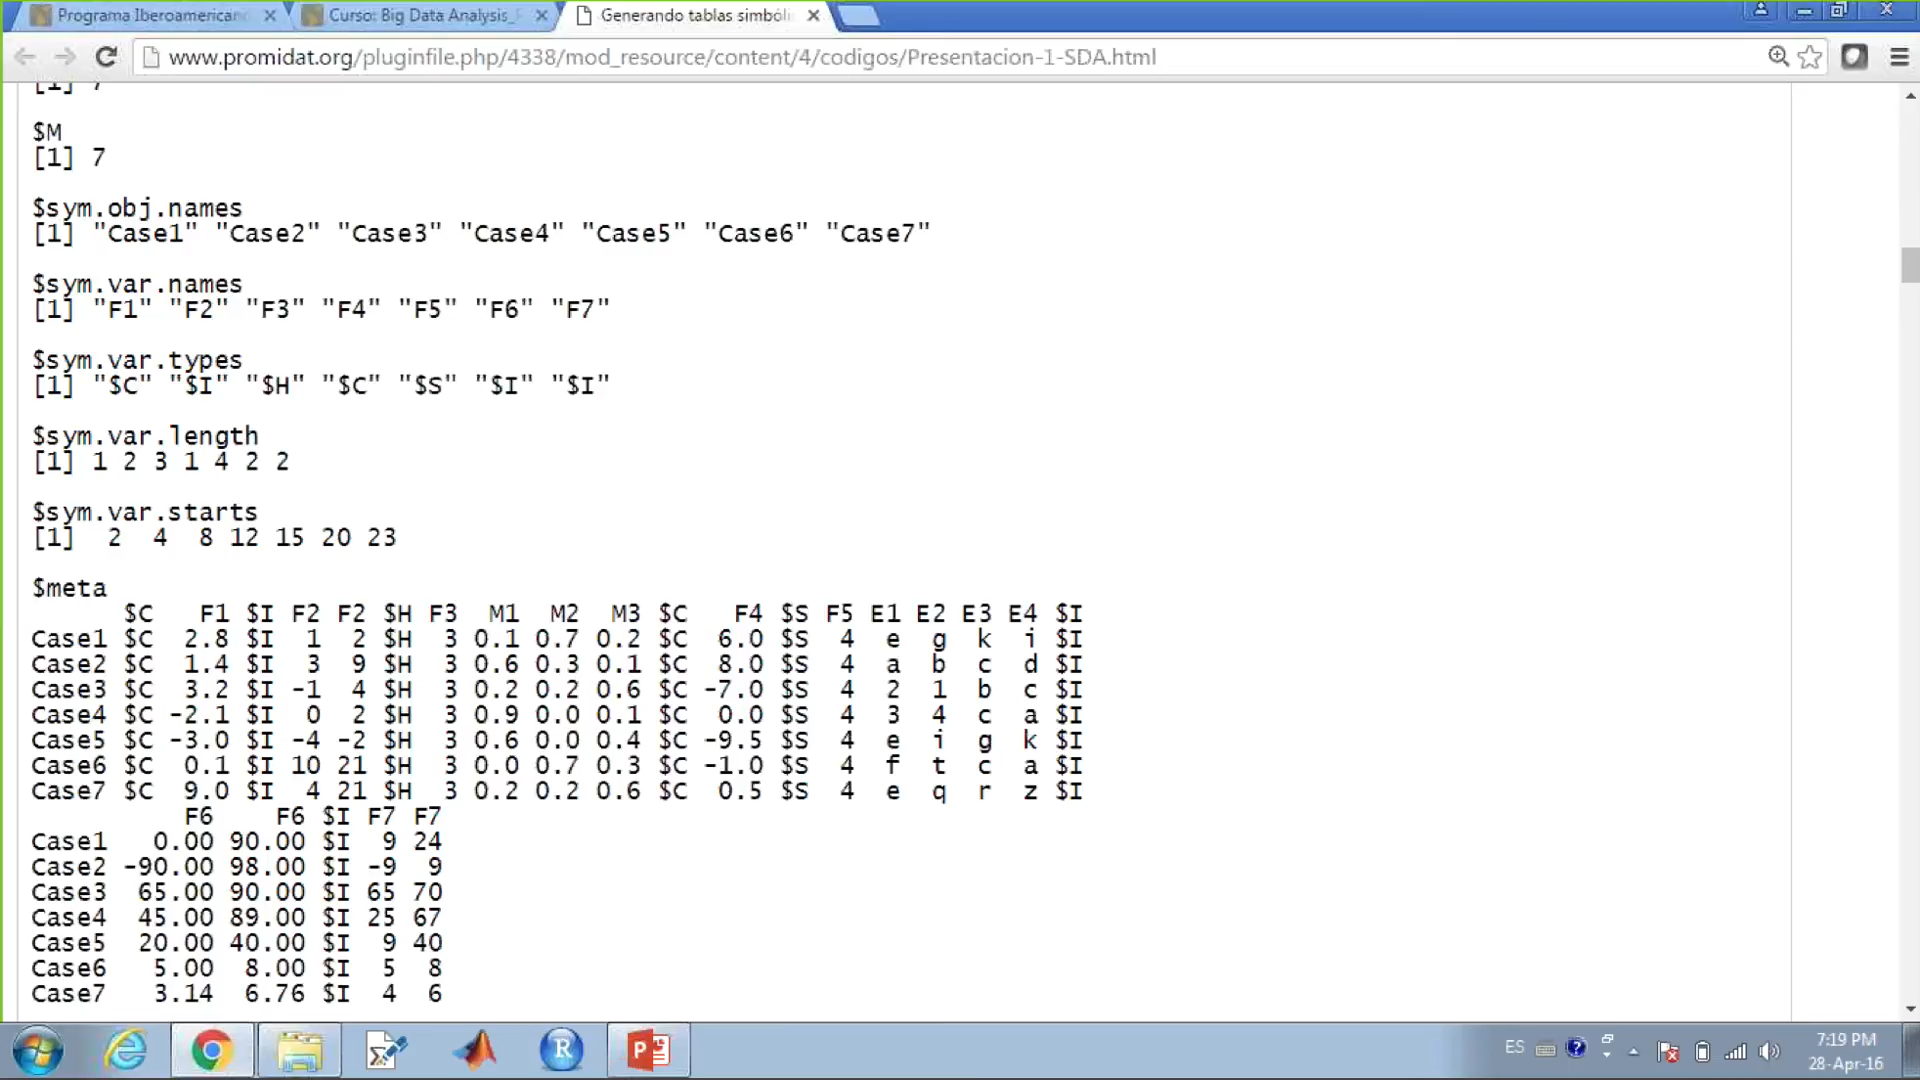 Programa Iberoamerican
Curso: Big Data Analysis_
Generando tablas simból
www.promidat.org/pluginfile.php/4338/mod_resource/content/4/codigos/Presentacion-1-SDA.html
[1] 7
$M
[1] 7
$sym.obj.names
[1] "Case1" "Case2" "Case3" "Case4" "Case5" "Case6" "Case7"
$sym.var.names
[1] "F1" "F2" "F3" "F4" "F5" "F6" "F7"
$sym.var.types
[1] "$C" "$I" "$H" "$C" "$S" "$I" "$I"
$sym.var.length
[1] 1 2 3 1 4 2 2
$sym.var.starts
[1]  2  4  8 12 15 20 23
$meta
      $C   F1 $I F2 F2 $H F3  M1  M2  M3 $C   F4 $S F5 E1 E2 E3 E4 $I
Case1 $C  2.8 $I  1  2 $H  3 0.1 0.7 0.2 $C  6.0 $S  4  e  g  k  i $I
Case2 $C  1.4 $I  3  9 $H  3 0.6 0.3 0.1 $C  8.0 $S  4  a  b  c  d $I
Case3 $C  3.2 $I -1  4 $H  3 0.2 0.2 0.6 $C -7.0 $S  4  2  1  b  c $I
Case4 $C -2.1 $I  0  2 $H  3 0.9 0.0 0.1 $C  0.0 $S  4  3  4  c  a $I
Case5 $C -3.0 $I -4 -2 $H  3 0.6 0.0 0.4 $C -9.5 $S  4  e  i  g  k $I
Case6 $C  0.1 $I 10 21 $H  3 0.0 0.7 0.3 $C -1.0 $S  4  f  t  c  a $I
Case7 $C  9.0 $I  4 21 $H  3 0.2 0.2 0.6 $C  0.5 $S  4  e  q  r  z $I
          F6    F6 $I F7 F7
Case1   0.00 90.00 $I  9 24
Case2 -90.00 98.00 $I -9  9
Case3  65.00 90.00 $I 65 70
Case4  45.00 89.00 $I 25 67
Case5  20.00 40.00 $I  9 40
Case6   5.00  8.00 $I  5  8
Case7   3.14  6.76 $I  4  6
ES
7:19 PM
28-Apr-16